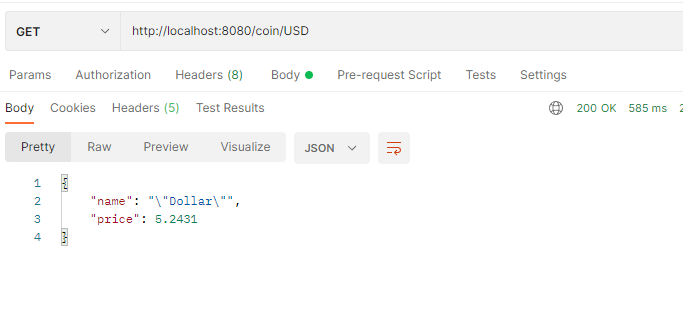 GET http://localhost:8080/coin/USD
Params Authorization Headers (8) Body Pre-request Script Tests Settings
Body Cookies Headers (5) Test Results 200 OK 585 ms
Pretty Raw Preview Visualize JSON
1 {
2 "name": "\"Dollar\"",
3 "price": 5.2431
4 }